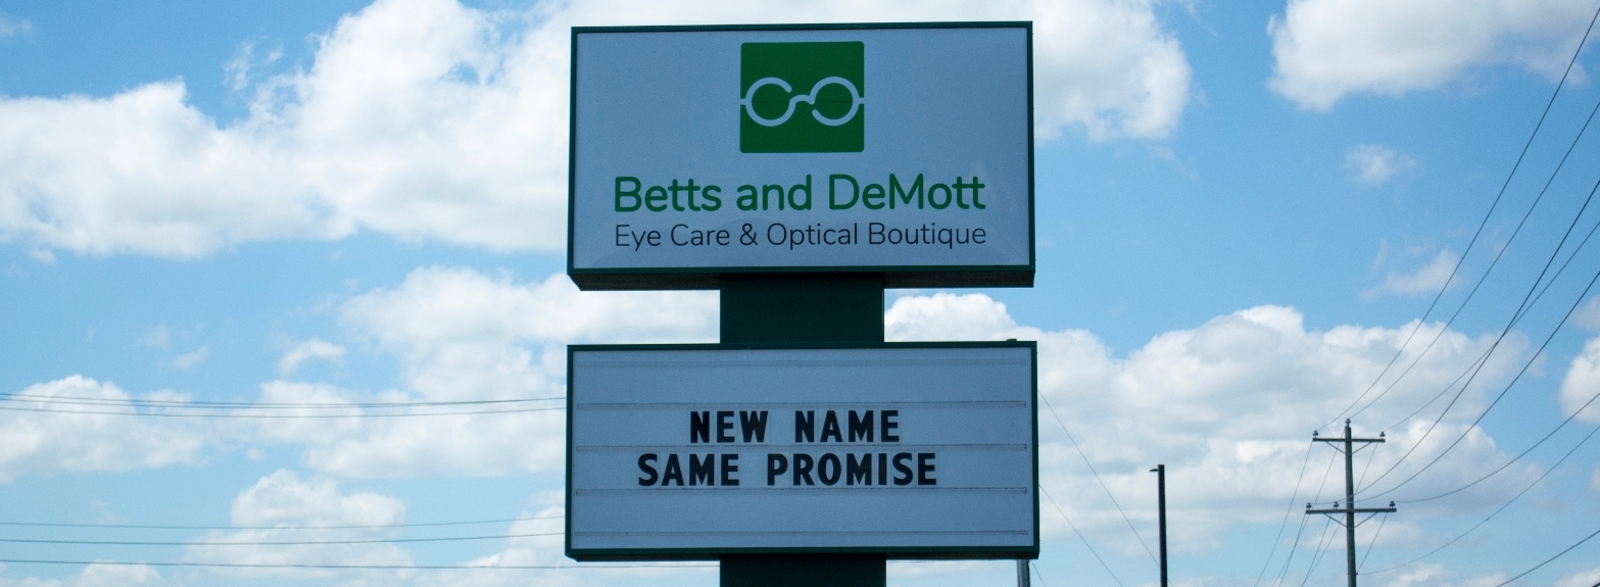 Betts and DeMott
Eye Care & Optical Boutique
NEW NAME
SAME PROMISE